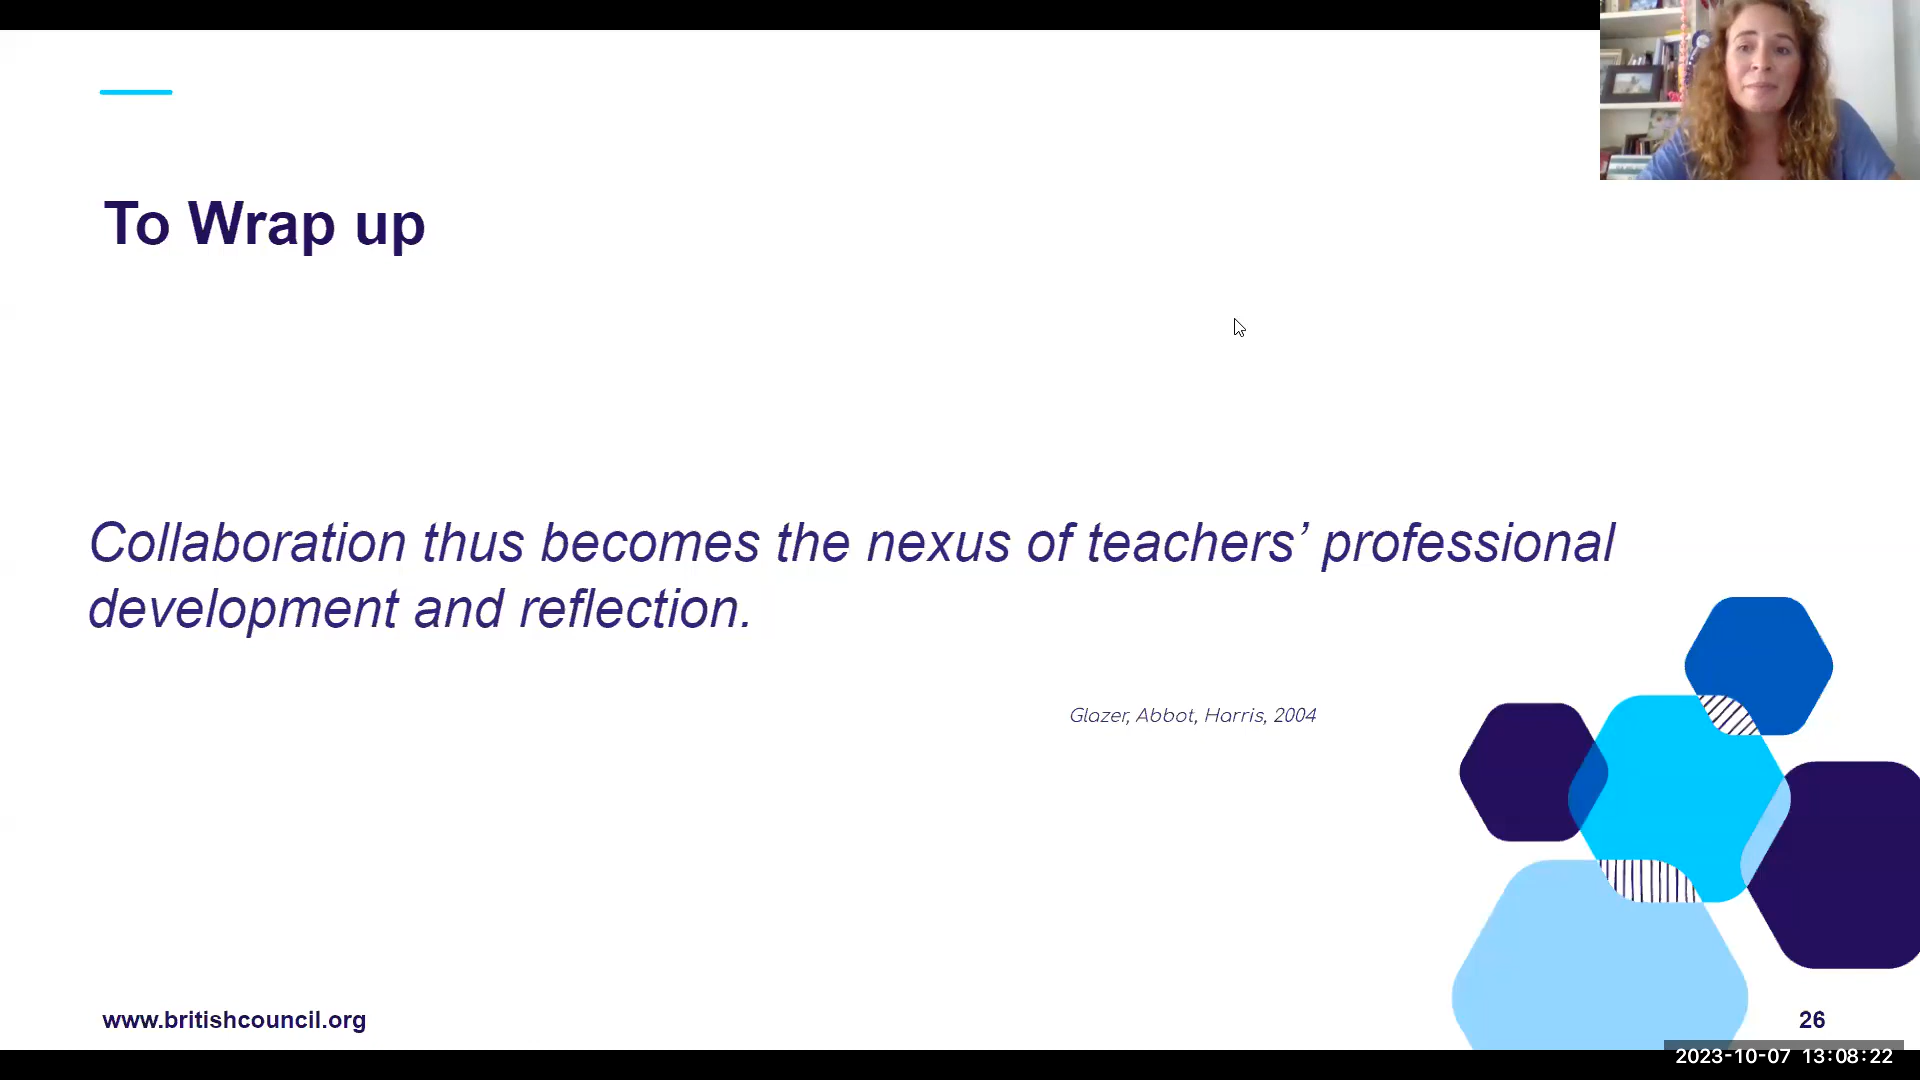 To Wrap up
Collaboration thus becomes the nexus of teachers’ professional
development and reflection.
Glazer, Abbot, Harris, 2004
www.britishcouncil.org
26
2023-10-07 13:08:22